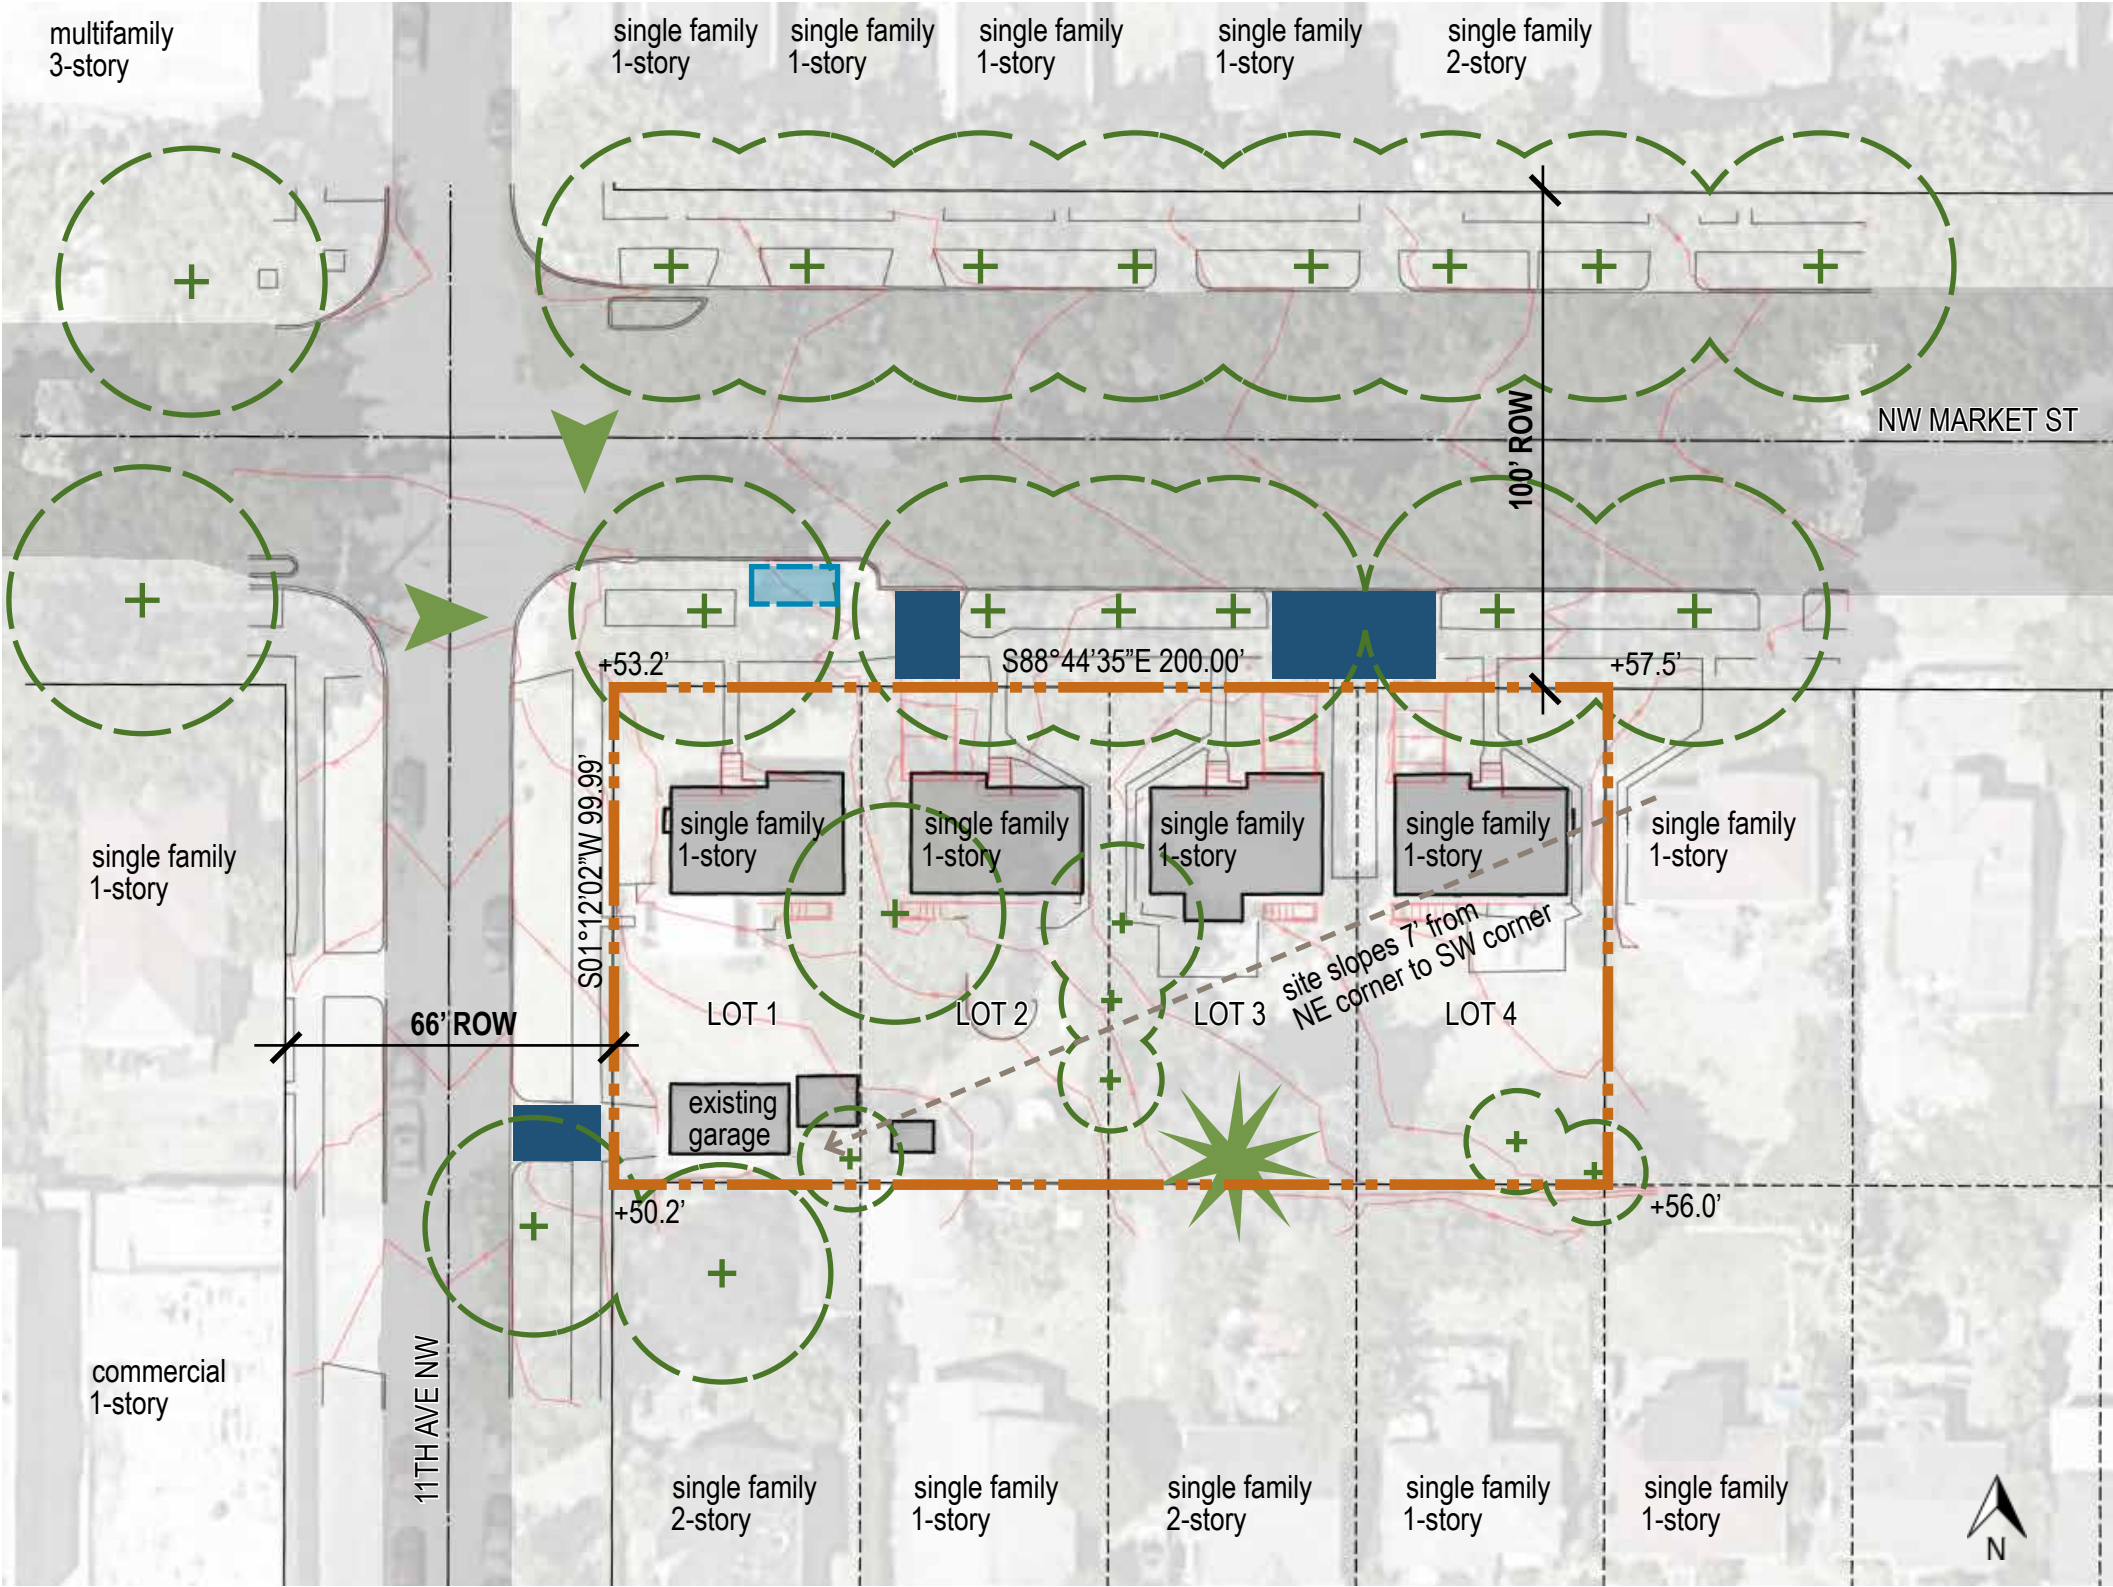 multifamily
3-story
single family
1-story
single family
1-story
single family
1-story
single family
1-story
single family
2-story
NW MARKET ST
100' ROW
+53.2'
S88°44'35"E 200.00'
+57.5'
S01°12'02"W 99.99'
single family
1-story
single family
1-story
single family
1-story
single family
1-story
single family
1-story
single family
1-story
site slopes 7' from
NE corner to SW corner
LOT 1
LOT 2
LOT 3
LOT 4
66' ROW
existing
garage
+50.2'
+56.0'
11TH AVE NW
commercial
1-story
single family
2-story
single family
1-story
single family
2-story
single family
1-story
single family
1-story
N